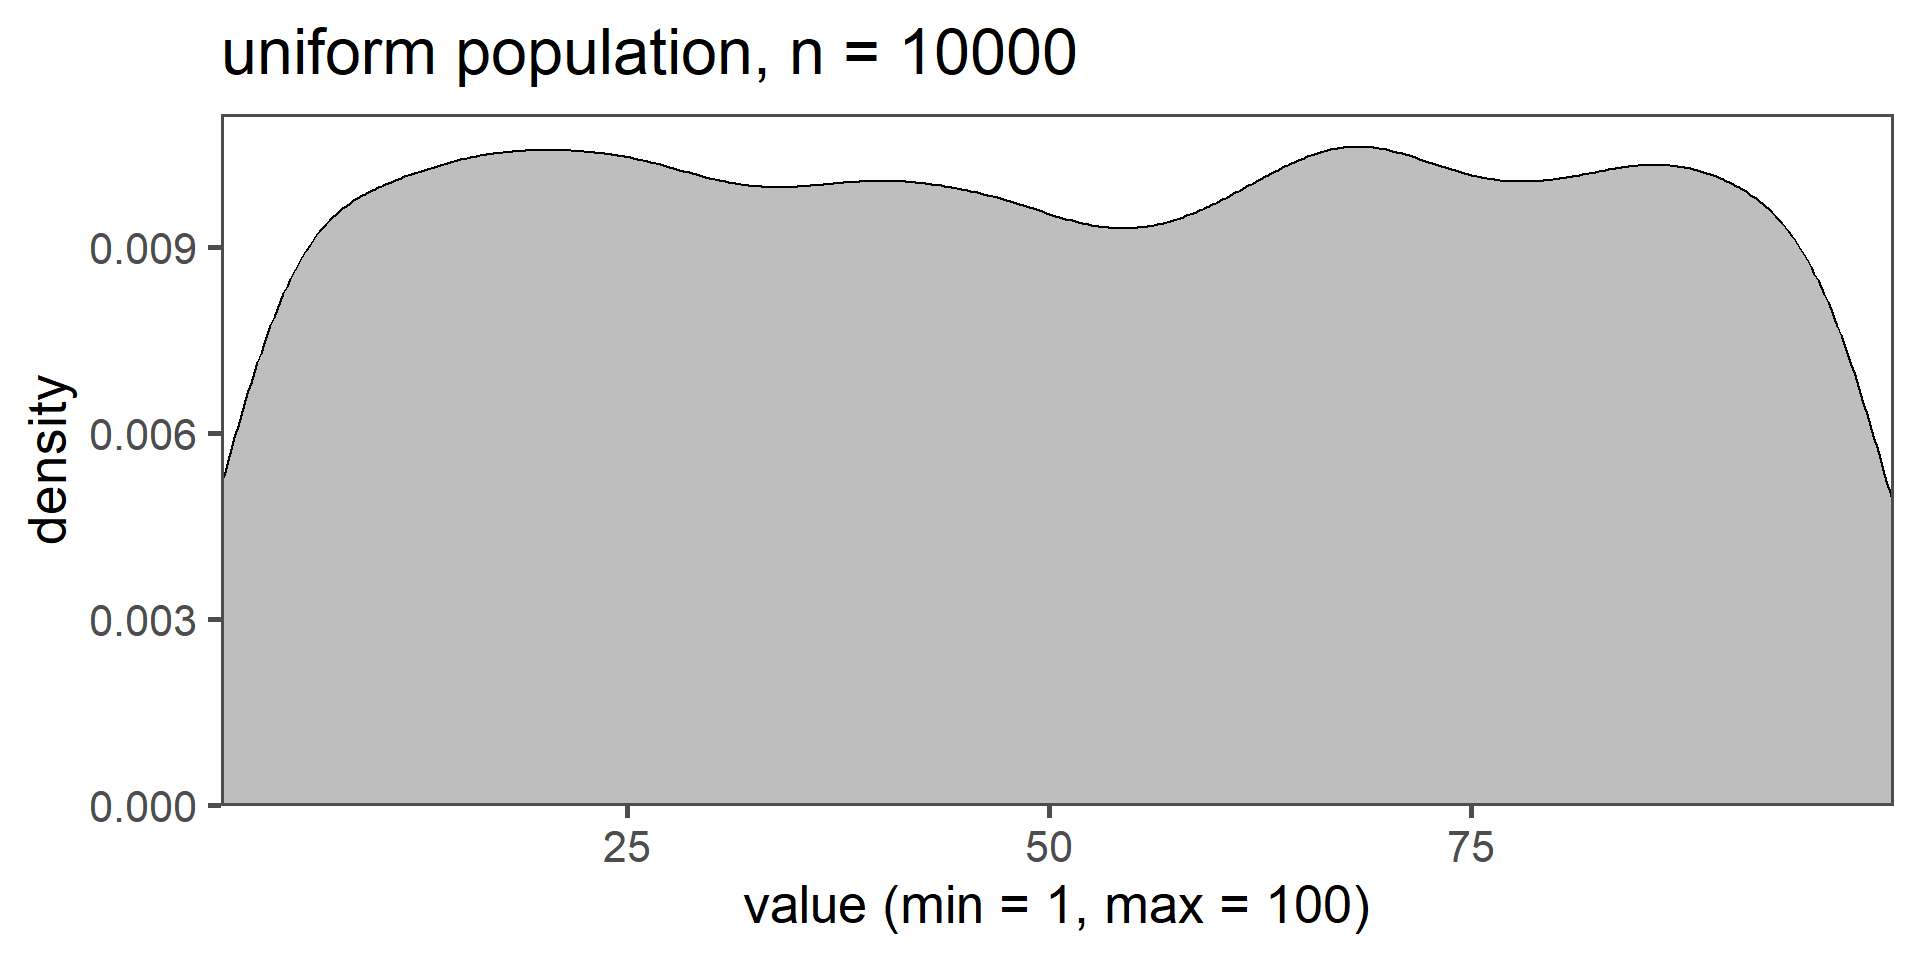 uniform population, n = 10000
density
0.009
0.006
0.003
0.000
25
50
75
value (min = 1, max = 100)